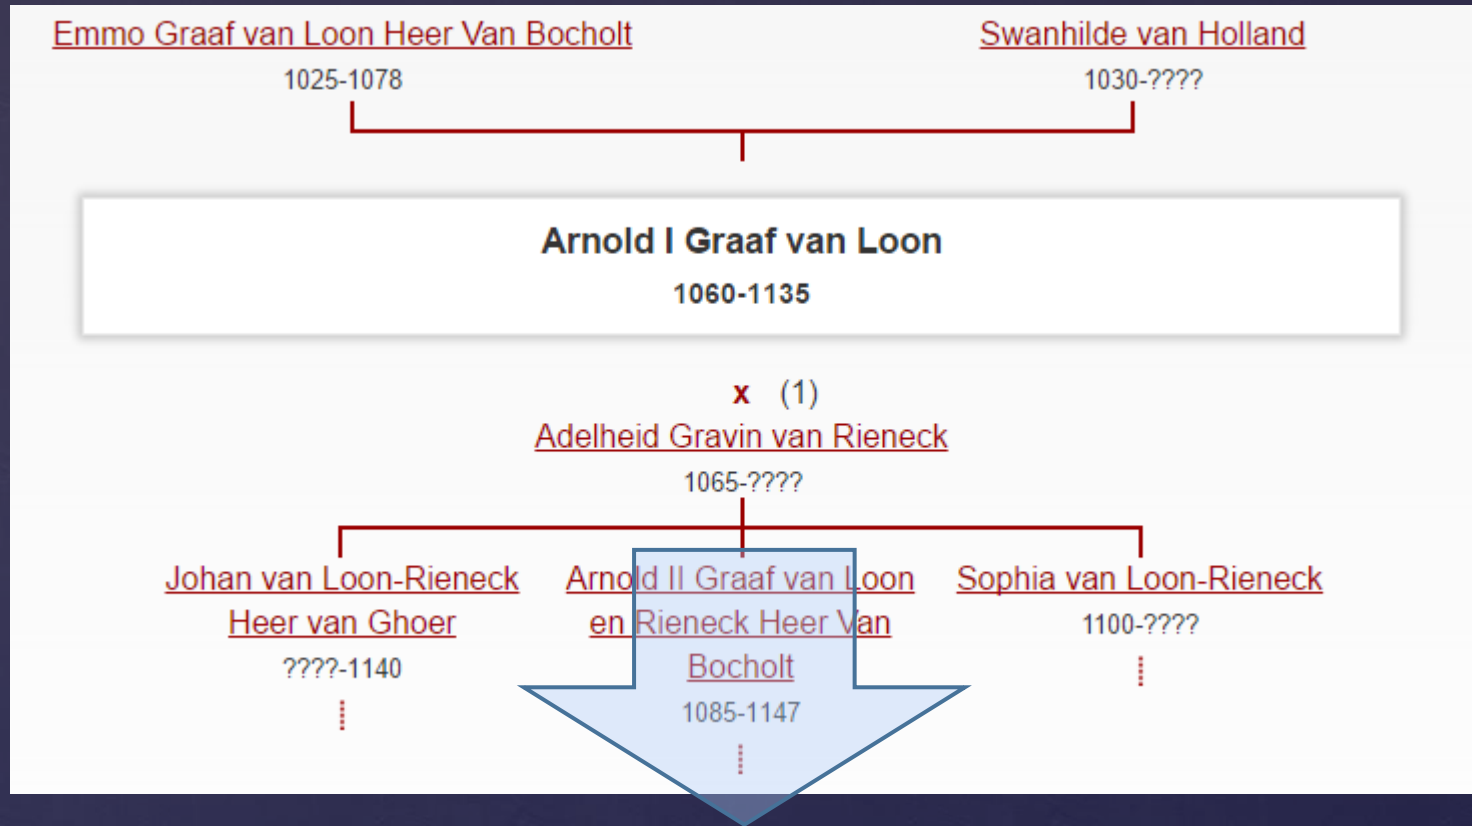 Emmo Graaf van Loon Heer Van Bocholt
Swanhilde van Holland
1025-1078
1030-????
Arnold I Graaf van Loon
1060-1135
x (1)
Adelheid Gravin van Rieneck
1065-????
Johan van Loon-Rieneck
Heer van Ghoer
????-1140
Arnold II Graaf van Loon
en Rieneck Heer Van
Bocholt
1085-1147
Sophia van Loon-Rieneck
1100-????